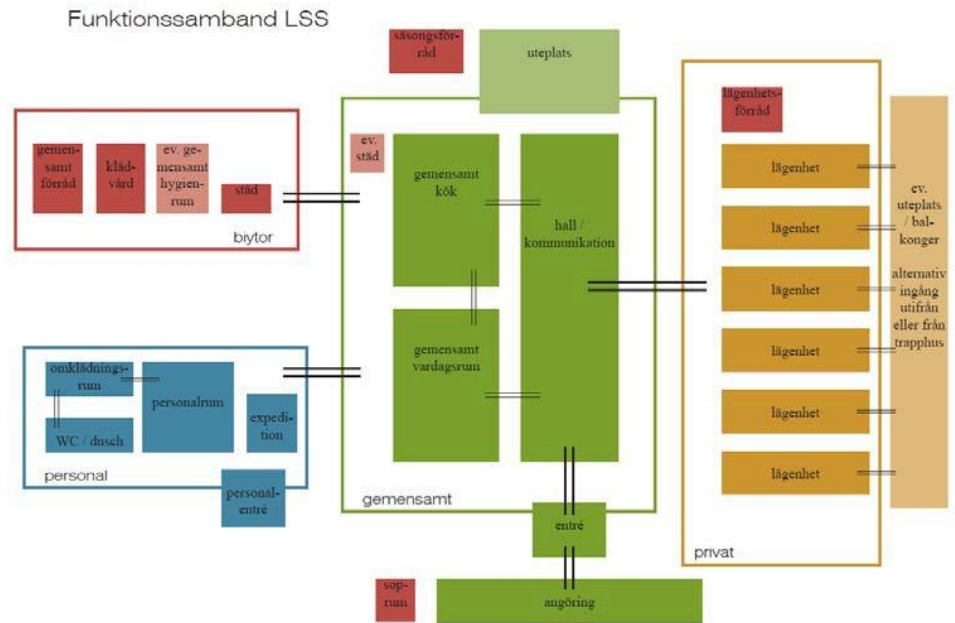 Funktionssamband LSS
säsongsför-
råd
uteplats
gemen-
samt
förråd
kläd-
vård
ev. ge-
mensamt
hygien-
rum
städ
biytor
ev.
städ
gemensamt
kök
hall /
kommunikation
gemensamt
vardagsrum
gemensamt
omklädnings-
rum
personalrum
WC / dusch
expedi-
tion
personal
personal-
entré
entré
sop-
rum
angöring
lägenhets-
förråd
lägenhet
lägenhet
lägenhet
lägenhet
lägenhet
lägenhet
privat
ev.
uteplats
/ bal-
konger
alternativ
ingång
utifrån
eller från
trapphus